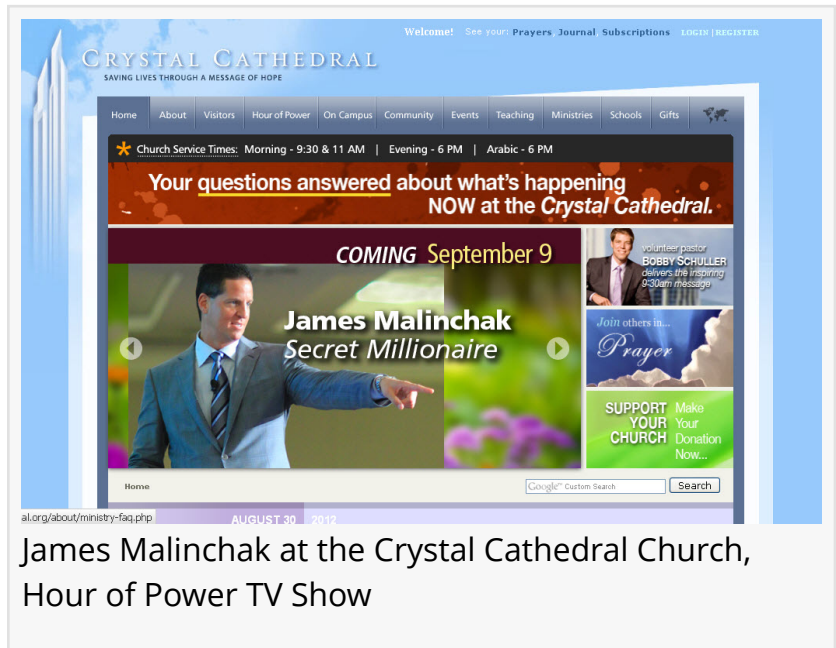 Welcome! See your: Prayers, Journal, Subscriptions LOGIN | REGISTER
CRYSTAL CATHEDRAL
SAVING LIVES THROUGH A MESSAGE OF HOPE
Home About Visitors Hour of Power On Campus Community Events Teaching Ministries Schools Gifts
Church Service Times: Morning - 9:30 & 11 AM | Evening - 6 PM | Arabic - 6 PM
Your questions answered about what's happening
NOW at the Crystal Cathedral.
COMING September 9
James Malinchak
Secret Millionaire
volunteer pastor
BOBBY SCHULLER
delivers the inspiring
9:30am message
Join others in...
Prayer
SUPPORT Make
YOUR Your
CHURCH Donation
Now...
Home
Google™ Custom Search Search
al.org/about/ministry-faq.php
AUGUST 30 2012
James Malinchak at the Crystal Cathedral Church,
Hour of Power TV Show